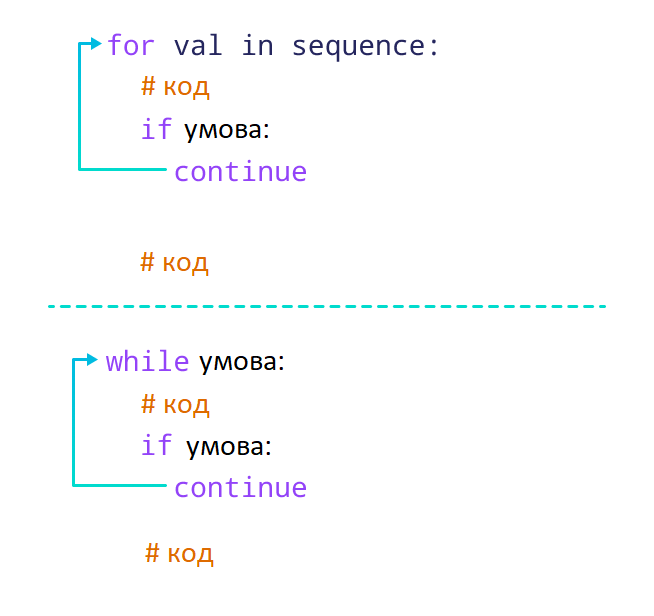 for val in sequence:
# код
if умова:
continue
# код
while умова:
# код
if умова:
continue
# код